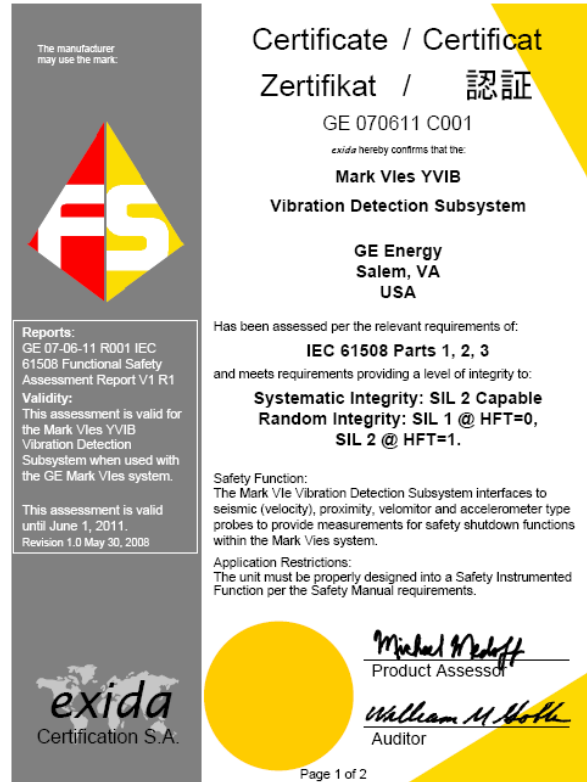 The manufacturer
may use the mark:
FS
Reports:
GE 07-06-11 R001 IEC
61508 Functional Safety
Assessment Report V1 R1
Validity:
This assessment is valid for
the Mark VIes YVIB
Vibration Detection
Subsystem when used with
the GE Mark VIes system.
This assessment is valid
until June 1, 2011.
Revision 1.0 May 30, 2008
exida
Certification S.A.
Certificate / Certificat
Zertifikat / 認証
GE 070611 C001
exida hereby confirms that the:
Mark VIes YVIB
Vibration Detection Subsystem
GE Energy
Salem, VA
USA
Has been assessed per the relevant requirements of:
IEC 61508 Parts 1, 2, 3
and meets requirements providing a level of integrity to:
Systematic Integrity: SIL 2 Capable
Random Integrity: SIL 1 @ HFT=0,
SIL 2 @ HFT=1.
Safety Function:
The Mark VIe Vibration Detection Subsystem interfaces to
seismic (velocity), proximity, velomitor and accelerometer type
probes to provide measurements for safety shutdown functions
within the Mark Vies system.
Application Restrictions:
The unit must be properly designed into a Safety Instrumented
Function per the Safety Manual requirements.
Michael Medoff
Product Assessor
William M Goble
Auditor
Page 1 of 2